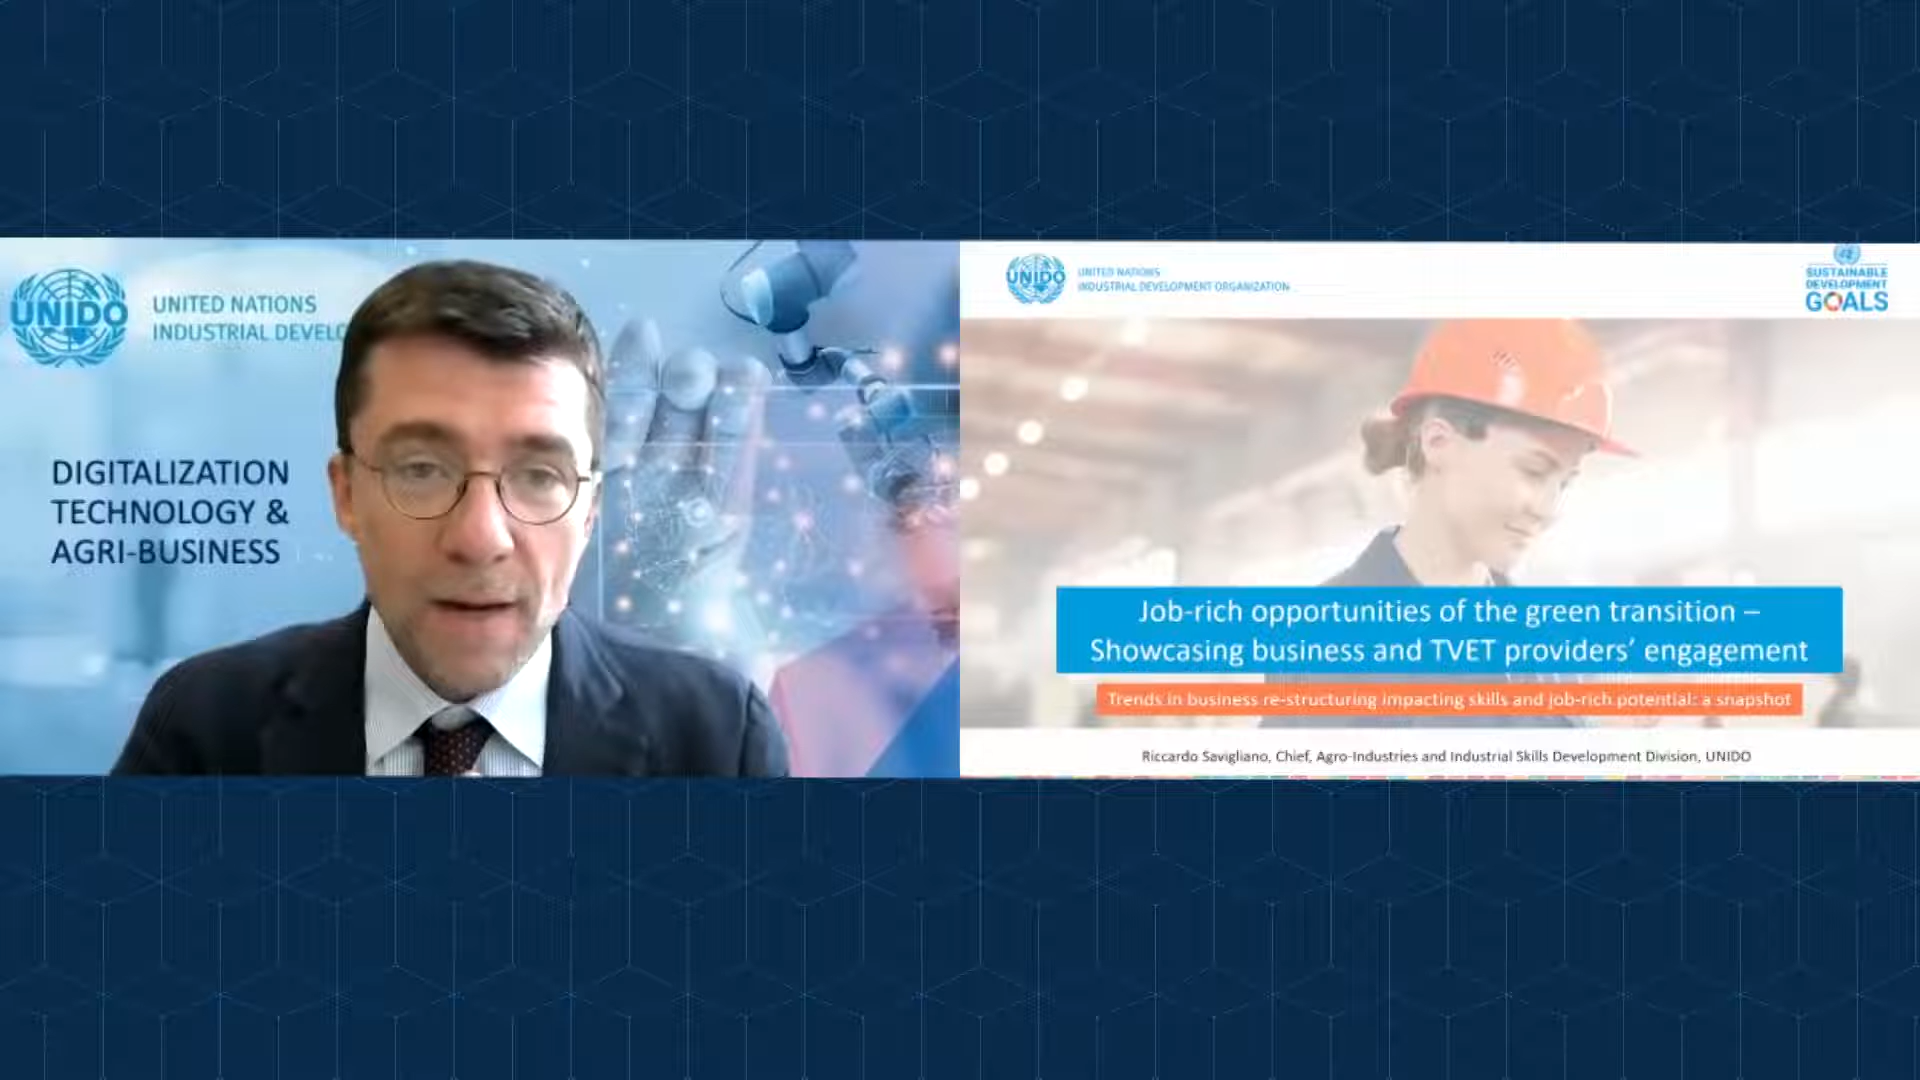 UNIDO
UNITED NATIONS
INDUSTRIAL DEVELO
DIGITALIZATION
TECHNOLOGY &
AGRI-BUSINESS
UNIDO
UNITED NATIONS
INDUSTRIAL DEVELOPMENT ORGANIZATION
SUSTAINABLE
DEVELOPMENT
GOALS
Job-rich opportunities of the green transition –
Showcasing business and TVET providers’ engagement
Trends in business re-structuring impacting skills and job-rich potential: a snapshot
Riccardo Savigliano, Chief, Agro-Industries and Industrial Skills Development Division, UNIDO